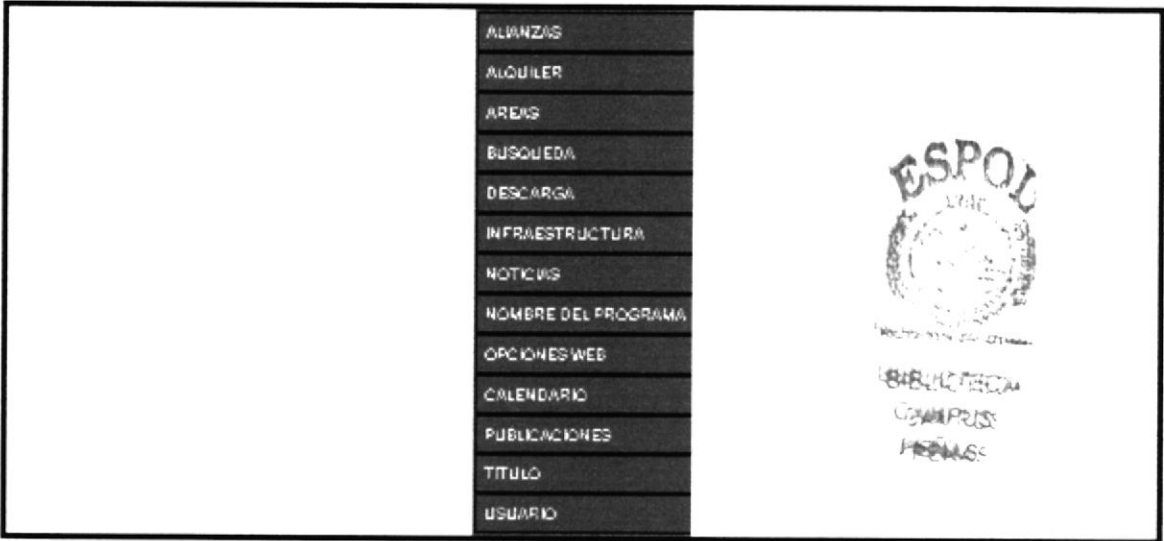 ALIANZAS
ALQUILER
AREAS
BUSQUEDA
DESCARGA
INFRAESTRUCTURA
NOTICIAS
NOMBRE DEL PROGRAMA
OPCIONES WEB
CALENDARIO
PUBLICACIONES
TITULO
USUARIO
ESPOL
BIBLIOTECA
CAMPUS
PEÑAS